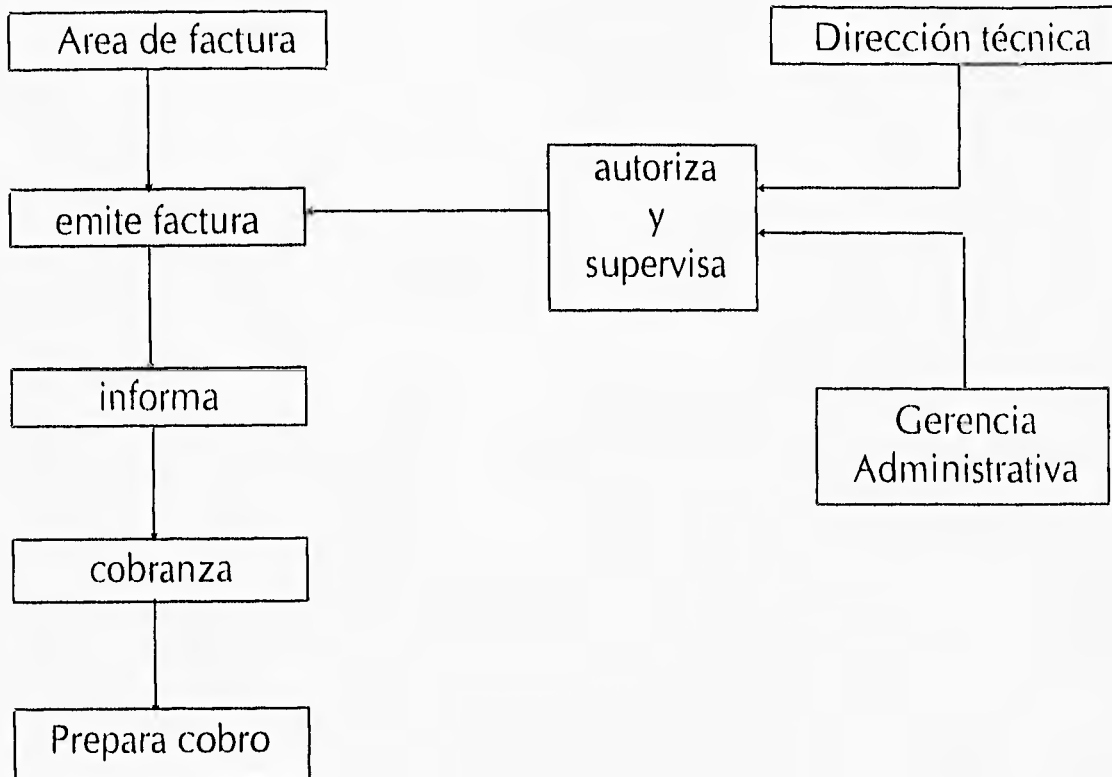 Area de factura
Dirección técnica
autoriza
y
supervisa
emite factura
informa
Gerencia
Administrativa
cobranza
Prepara cobro